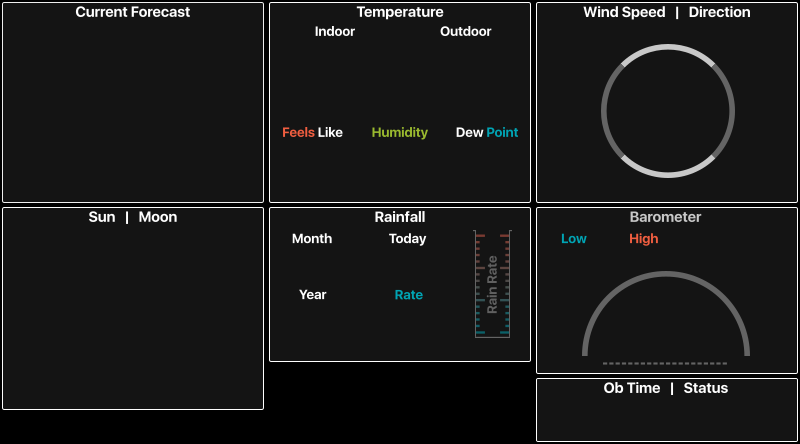 Current Forecast
Temperature
Indoor Outdoor
Feels Like Humidity Dew Point
Wind Speed | Direction
Sun | Moon
Rainfall
Month Today
Year Rate
Rain Rate
Barometer
Low High
Ob Time | Status